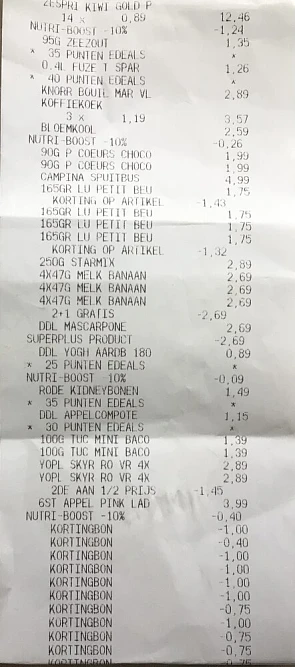 ZESPRI KIWI GOLD P
14 x 0,89 12,46
NUTRI-BOOST -10% -1,24
95G ZEEZOUT 1,35
* 35 PUNTEN EDEALS *
0.4L FUZE T SPAR 1,26
* 40 PUNTEN EDEALS *
KNORR BOUIL MAR VL 2,89
KOFFIEKOEK
3 x 1,19 3,57
BLOEMKOOL 2,59
NUTRI-BOOST -10% -0,26
90G P COEURS CHOCO 1,99
90G P COEURS CHOCO 1,99
CAMPINA SPUITBUS 4,99
165GR LU PETIT BEU 1,75
KORTING OP ARTIKEL -1,43
165GR LU PETIT BEU 1,75
165GR LU PETIT BEU 1,75
165GR LU PETIT BEU 1,75
KORTING OP ARTIKEL -1,32
250G STARMIX 2,89
4X47G MELK BANAAN 2,69
4X47G MELK BANAAN 2,69
4X47G MELK BANAAN 2,69
2+1 GRATIS -2,69
DDL MASCARPONE 2,69
SUPERPLUS PRODUCT -2,69
DDL YOGH AARDB 180 0,89
* 25 PUNTEN EDEALS *
NUTRI-BOOST 10% -0,09
RODE KIDNEYBONEN 1,49
* 35 PUNTEN EDEALS *
DDL APPELCOMPOTE 1,15
* 30 PUNTEN EDEALS *
100G TUC MINI BACO 1,39
100G TUC MINI BACO 1,39
YOPL SKYR RO VR 4X 2,89
YOPL SKYR RO VR 4X 2,89
2DE AAN 1/2 PRIJS -1,45
6ST APPEL PINK LAD 3,99
NUTRI-BOOST -10% -0,40
KORTINGBON -1,00
KORTINGBON -0,40
KORTINGBON -1,00
KORTINGBON -1,00
KORTINGBON -1,00
KORTINGBON -1,00
KORTINGBON -0,75
KORTINGBON -1,00
KORTINGBON -0,75
KORTINGBON -0,75
KORTINGBON -0,75